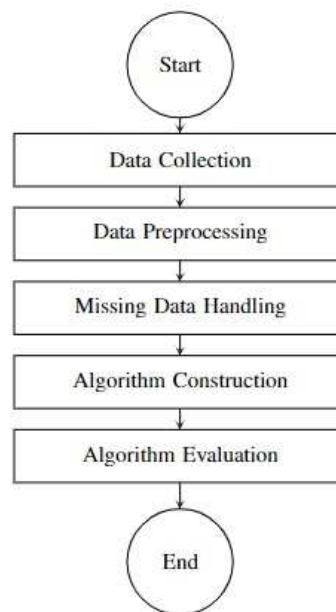 Start
Data Collection
Data Preprocessing
Missing Data Handling
Algorithm Construction
Algorithm Evaluation
End